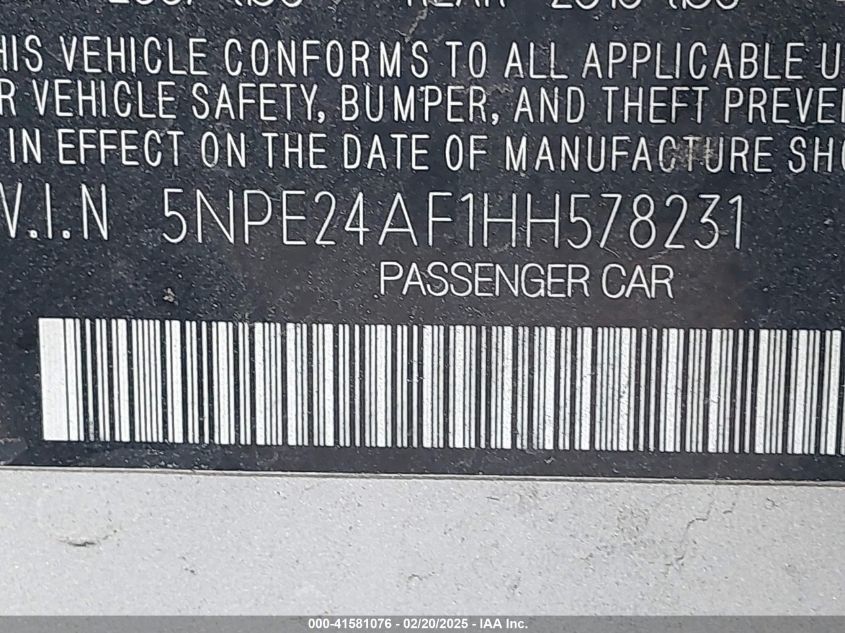 HIS VEHICLE CONFORMS TO ALL APPLICABLE U
R VEHICLE SAFETY, BUMPER, AND THEFT PREVE
IN EFFECT ON THE DATE OF MANUFACTURE SHO
V.I.N 5NPE24AF1HH578231
PASSENGER CAR
000-41581076 - 02/20/2025 - IAA Inc.